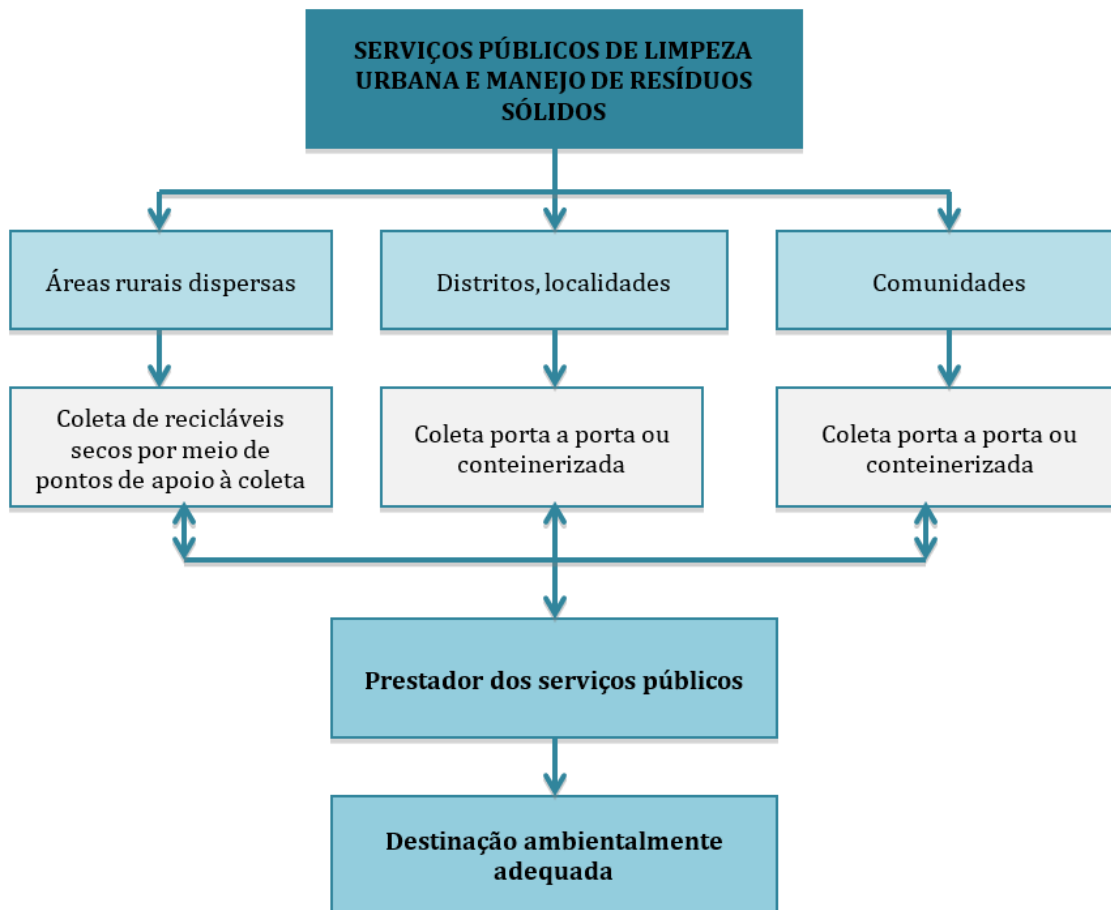 SERVIÇOS PÚBLICOS DE LIMPEZA
URBANA E MANEJO DE RESÍDUOS
SÓLIDOS
Áreas rurais dispersas
Distritos, localidades
Comunidades
Coleta de recicláveis
secos por meio de
pontos de apoio à coleta
Coleta porta a porta ou
conteinerizada
Coleta porta a porta ou
conteinerizada
Prestador dos serviços públicos
Destinação ambientalmente
adequada